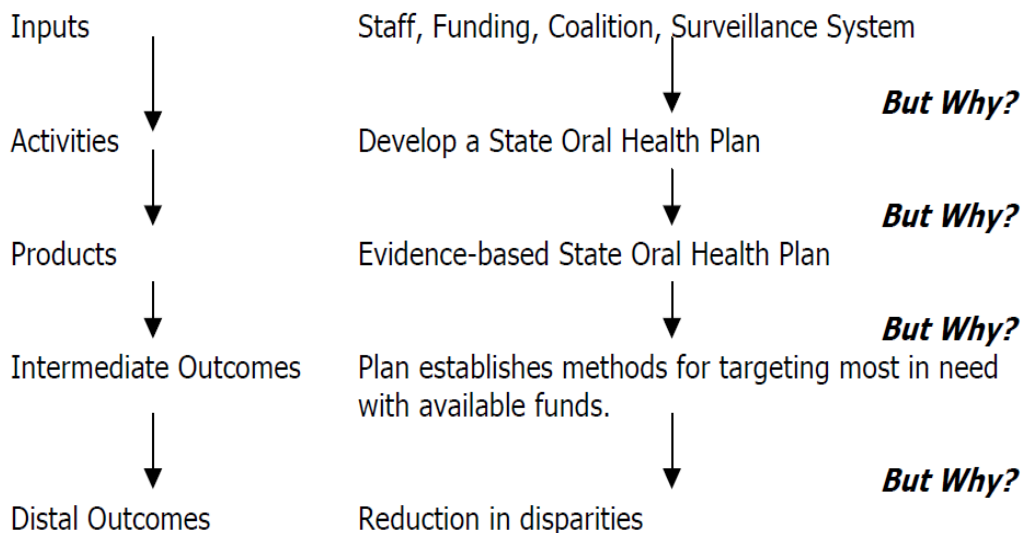 Inputs Staff, Funding, Coalition, Surveillance System
But Why?
Activities Develop a State Oral Health Plan
But Why?
Products Evidence-based State Oral Health Plan
But Why?
Intermediate Outcomes Plan establishes methods for targeting most in need
with available funds.
But Why?
Distal Outcomes Reduction in disparities